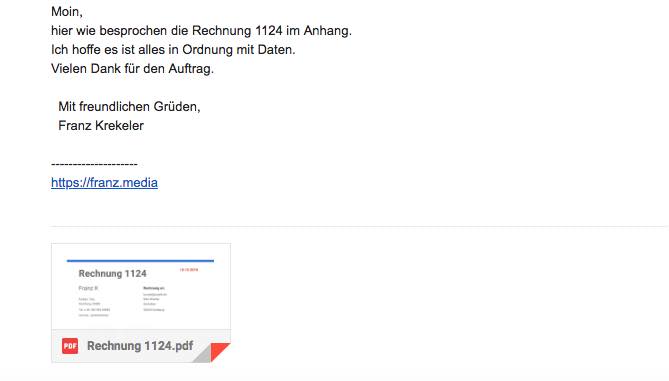 Moin,
hier wie besprochen die Rechnung 1124 im Anhang.
Ich hoffe es ist alles in Ordnung mit Daten.
Vielen Dank für den Auftrag.
Mit freundlichen Grüden,
Franz Krekeler
--------------------
https://franz.media
Rechnung 1124
Franz K
Rechnung an:
PDF Rechnung 1124.pdf